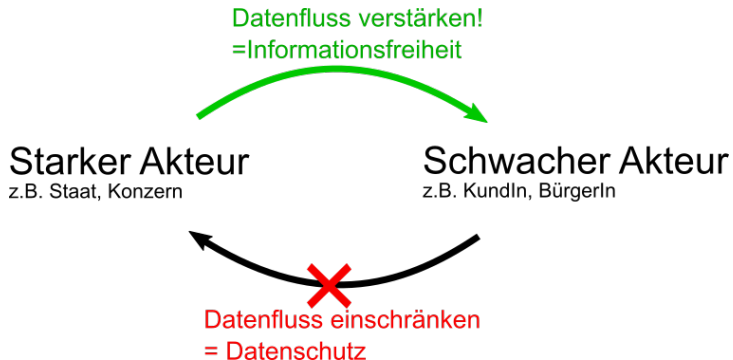 Datenfluss verstärken!
=Informationsfreiheit
Starker Akteur
z.B. Staat, Konzern
Schwacher Akteur
z.B. KundIn, BürgerIn
Datenfluss einschränken
= Datenschutz